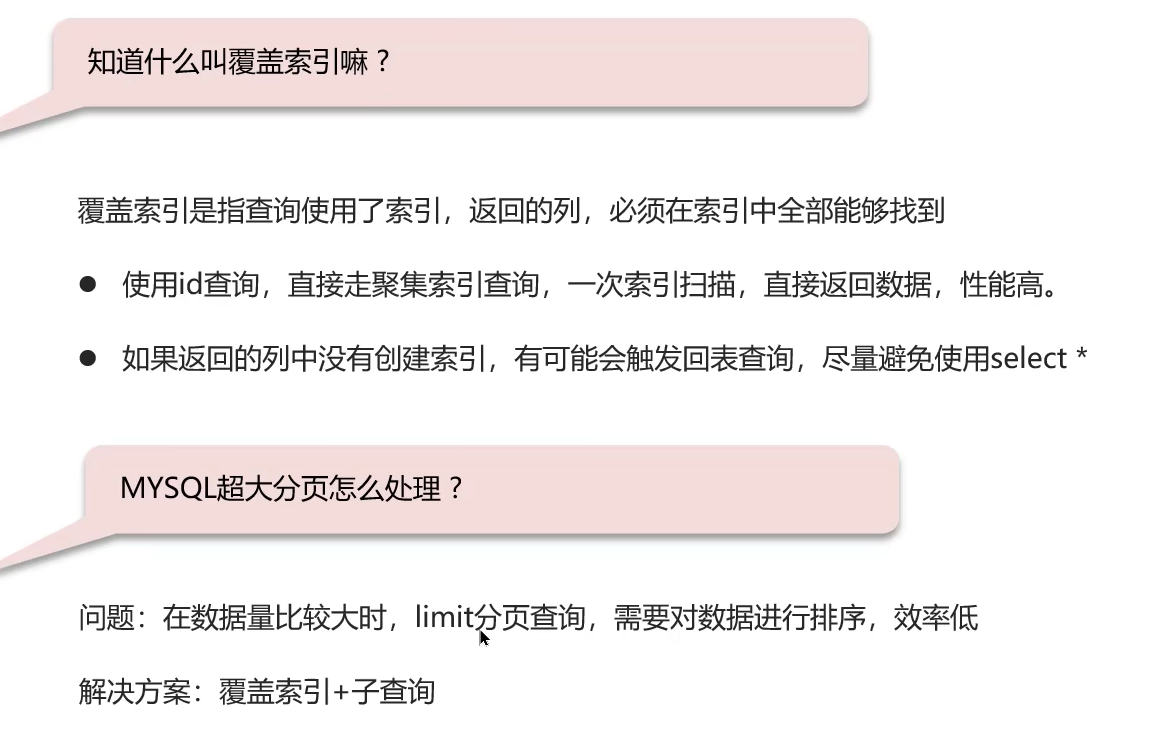 知道什么叫覆盖索引嘛？
覆盖索引是指查询使用了索引，返回的列，必须在索引中全部能够找到
● 使用id查询，直接走聚集索引查询，一次索引扫描，直接返回数据，性能高。
● 如果返回的列中没有创建索引，有可能会触发回表查询，尽量避免使用select *
MYSQL超大分页怎么处理？
问题：在数据量比较大时，limit分页查询，需要对数据进行排序，效率低
解决方案：覆盖索引+子查询